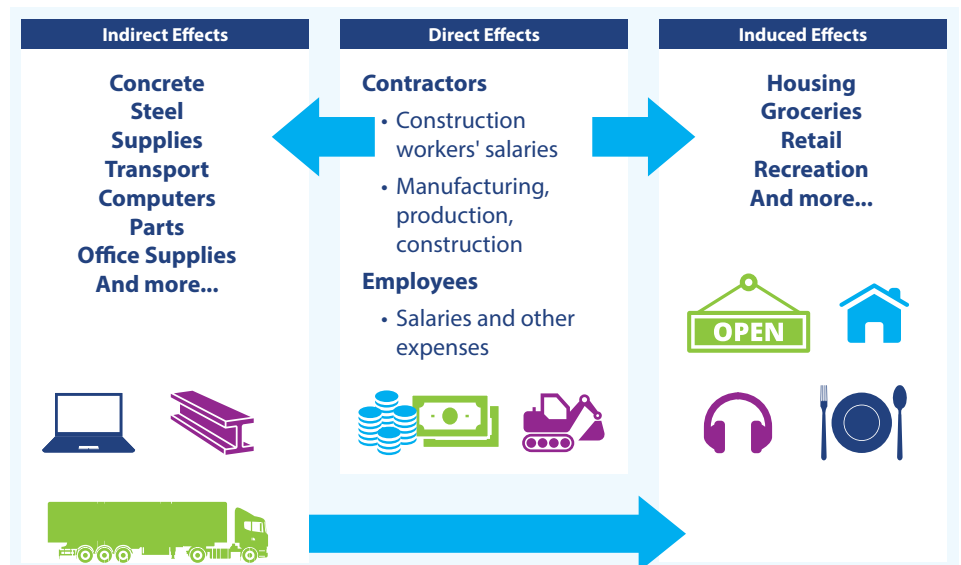 Indirect Effects
Concrete
Steel
Supplies
Transport
Computers
Parts
Office Supplies
And more...
Direct Effects
Contractors
• Construction
workers' salaries
• Manufacturing,
production,
construction
Employees
• Salaries and other
expenses
Induced Effects
Housing
Groceries
Retail
Recreation
And more...
OPEN